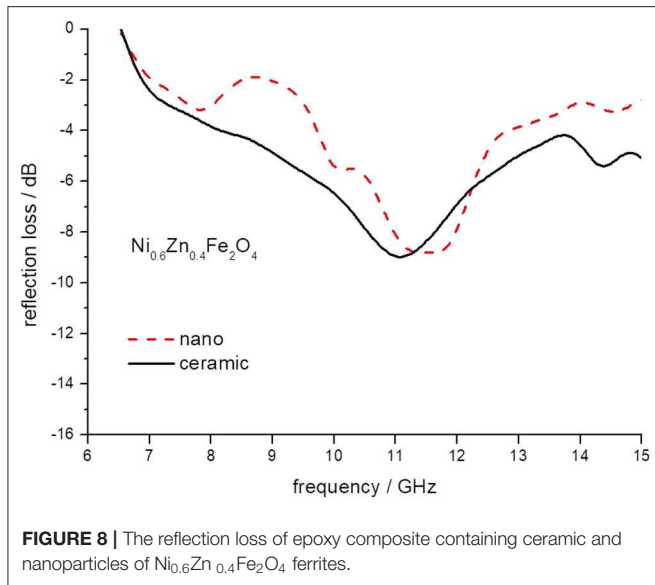 0
-2
-4
-6
-8
-10
-12
-14
-16
reflection loss / dB
Ni0.6Zn0.4Fe2O4
nano
ceramic
6 7 8 9 10 11 12 13 14 15
frequency / GHz
FIGURE 8 | The reflection loss of epoxy composite containing ceramic and
nanoparticles of Ni0.6Zn 0.4Fe2O4 ferrites.